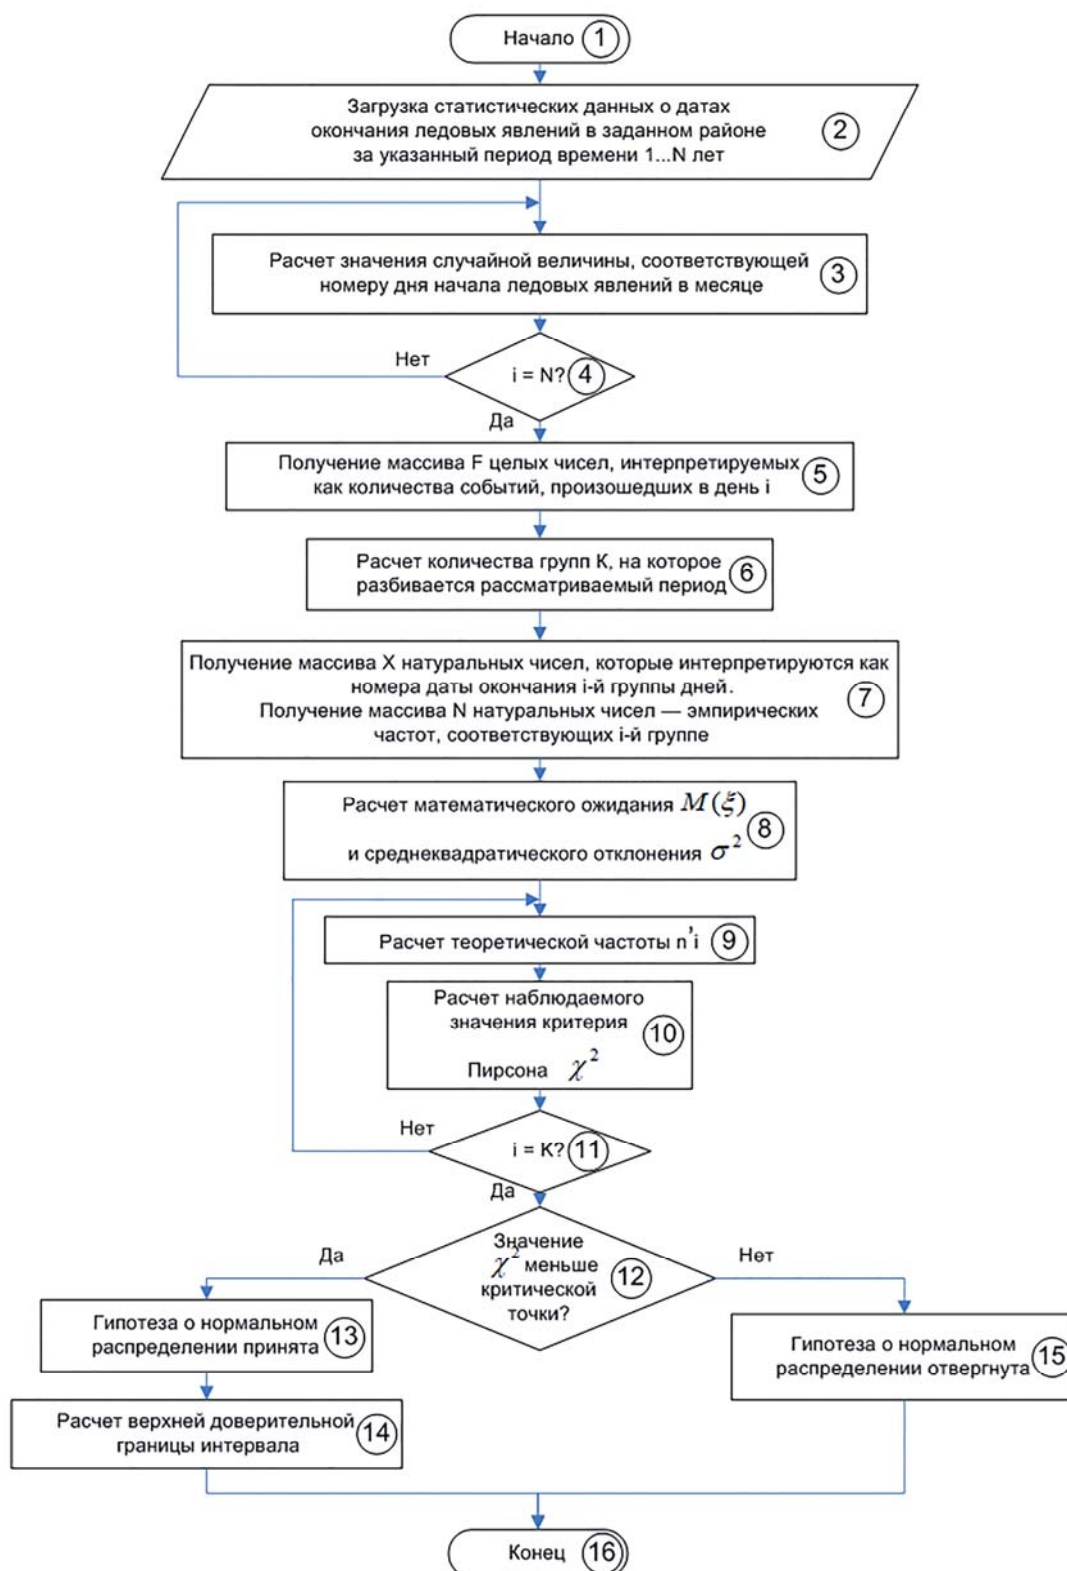 Начало 1
Загрузка статистических данных о датах
окончания ледовых явлений в заданном районе
за указанный период времени 1...N лет
2
Расчет значения случайной величины, соответствующей
номеру дня начала ледовых явлений в месяце
3
Нет
i = N? 4
Да
Получение массива F целых чисел, интерпретируемых
как количества событий, произошедших в день i
5
Расчет количества групп К, на которое
разбивается рассматриваемый период
6
Получение массива X натуральных чисел, которые интерпретируются как
номера даты окончания i-й группы дней.
Получение массива N натуральных чисел — эмпирических
частот, соответствующих i-й группе
7
Расчет математического ожидания M(ξ)
и среднеквадратического отклонения σ²
8
Расчет теоретической частоты n'i 9
Расчет наблюдаемого
значения критерия
Пирсона χ²
10
Нет
i = K? 11
Да
Значение
χ² меньше
критической
точки?
12
Да
Нет
Гипотеза о нормальном
распределении принята
13
Гипотеза о нормальном
распределении отвергнута
15
Расчет верхней доверительной
границы интервала
14
Конец 16